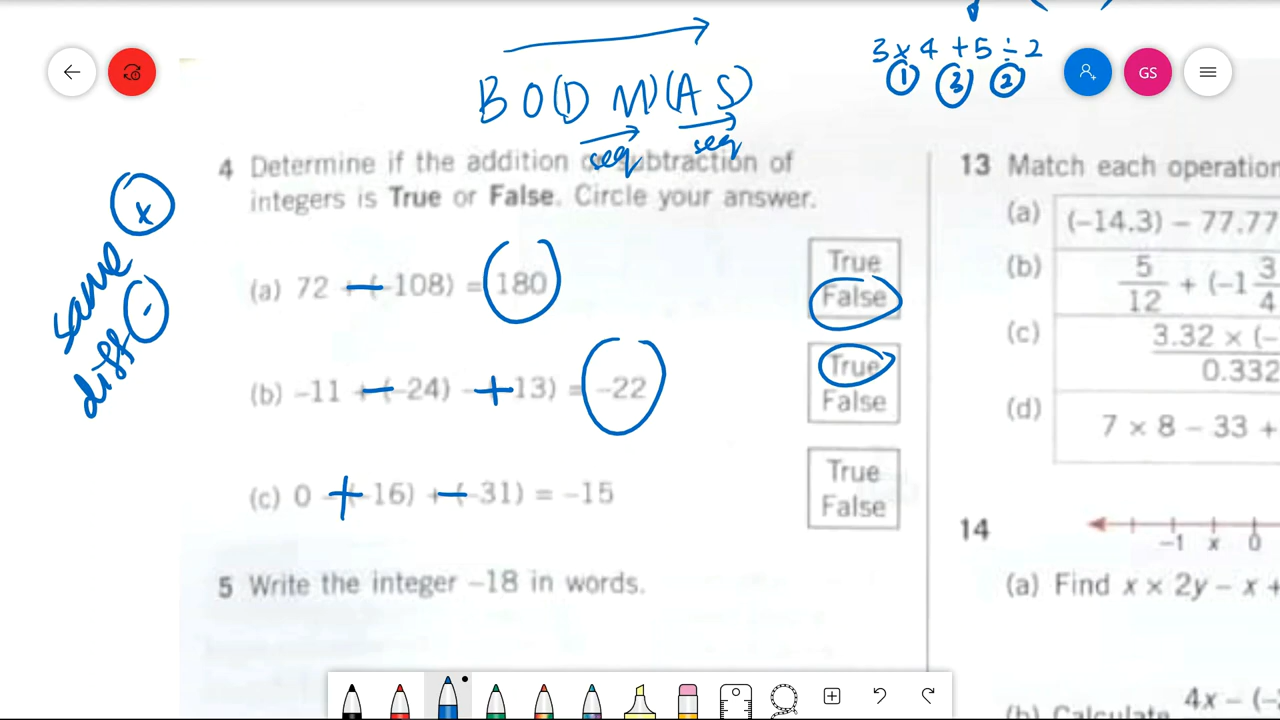 3 x 4 + 5 ÷ 2
① ③ ②
GS
B O (D M) (A S)
seq seq
4 Determine if the addition subtraction of
integers is True or False. Circle your answer.
same +
diff -
(a) 72 — -108) = 180
True
False
(b) -11 — -24) + 13) = -22
True
False
(c) 0 + -16) — -31) = -15
True
False
5 Write the integer -18 in words.
13 Match each operation
(a) (-14.3) - 77.77
(b) 5/12 + (-1 3/4
(c) 3.32 × (-
0.332
(d) 7 × 8 - 33 +
14
-1 x 0
(a) Find x × 2y - x +
(b) Calculate 4x - (-